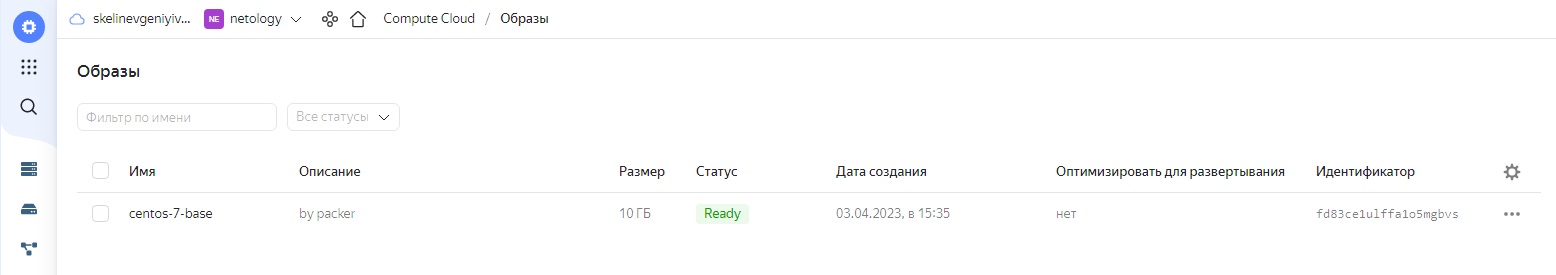 skelinevgeniyiv... NE netology Compute Cloud / Образы
Образы
Фильтр по имени Все статусы
Имя Описание Размер Статус Дата создания Оптимизировать для развертывания Идентификатор
centos-7-base by packer 10 ГБ Ready 03.04.2023, в 15:35 нет fd83ce1ulffa1o5mgbvs